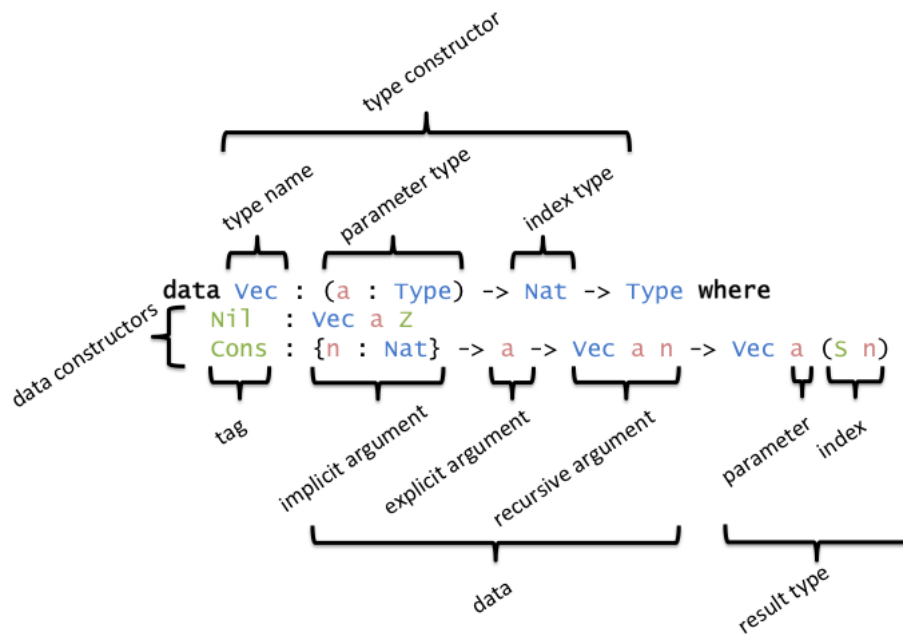 type constructor
type name
parameter type
index type
data Vec : (a : Type) -> Nat -> Type where
Nil : Vec a Z
Cons : {n : Nat} -> a -> Vec a n -> Vec a (S n)
data constructors
tag
implicit argument
explicit argument
recursive argument
parameter
index
data
result type